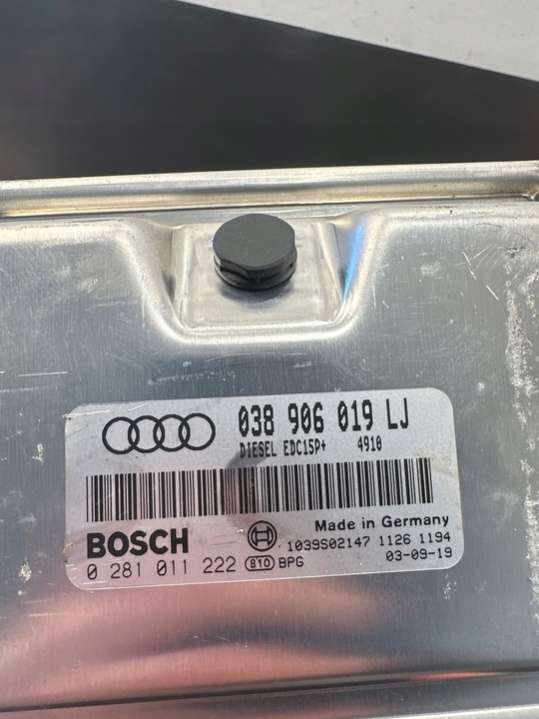 038 906 019 LJ
DIESEL EDC15P+ 4910
BOSCH
Made in Germany
1039S02147 1126 1194
0 281 011 222 810 BPG
03-09-19